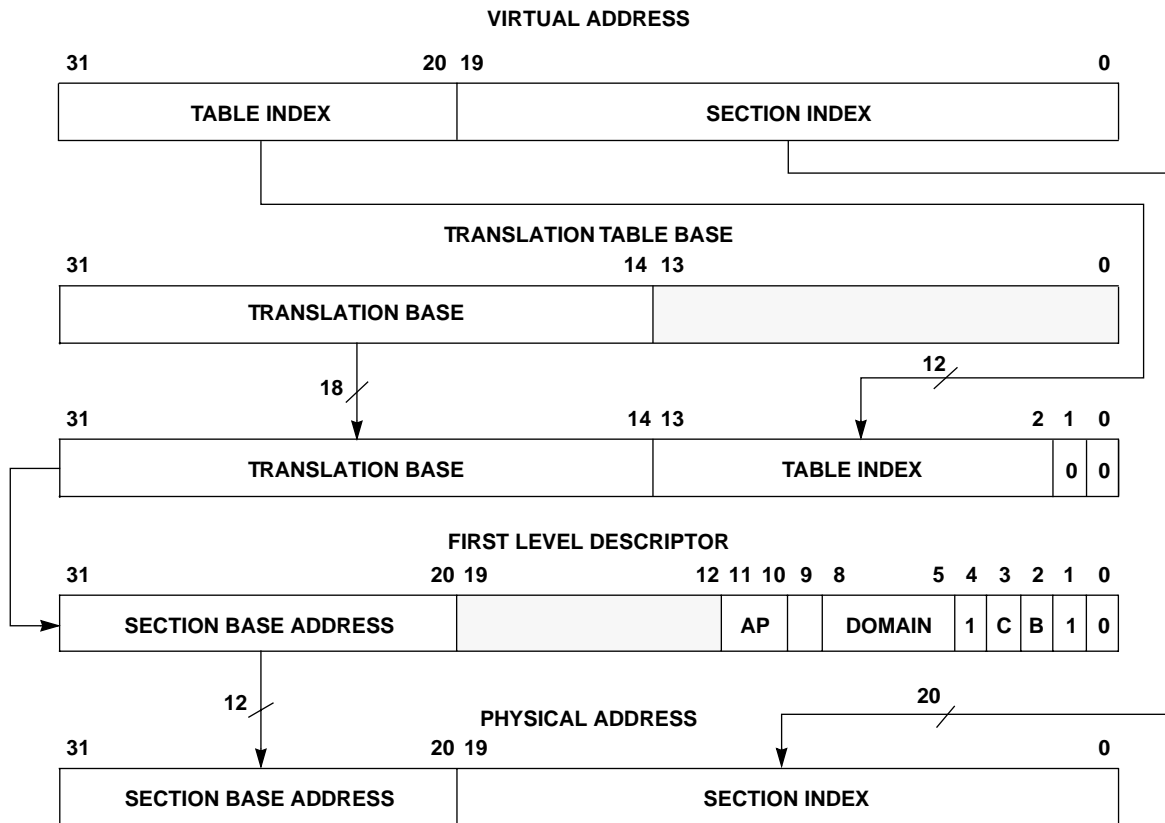 VIRTUAL ADDRESS
31 20 19 0
TABLE INDEX SECTION INDEX
TRANSLATION TABLE BASE
31 14 13 0
TRANSLATION BASE
18 12
31 14 13 2 1 0
TRANSLATION BASE TABLE INDEX 0 0
FIRST LEVEL DESCRIPTOR
31 20 19 12 11 10 9 8 5 4 3 2 1 0
SECTION BASE ADDRESS AP DOMAIN 1 C B 1 0
12 20
PHYSICAL ADDRESS
31 20 19 0
SECTION BASE ADDRESS SECTION INDEX